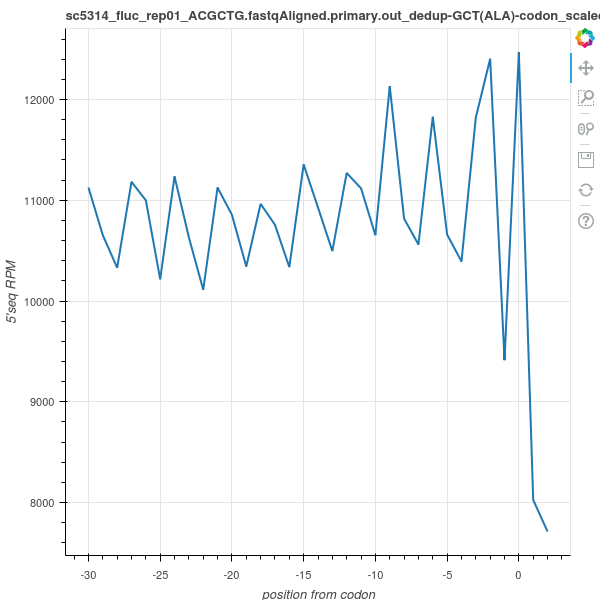 sc5314_fluc_rep01_ACGCTG.fastqAligned.primary.out_dedup-GCT(ALA)-codon_scale
12000
11000
10000
9000
8000
5'seq RPM
-30 -25 -20 -15 -10 -5 0
position from codon